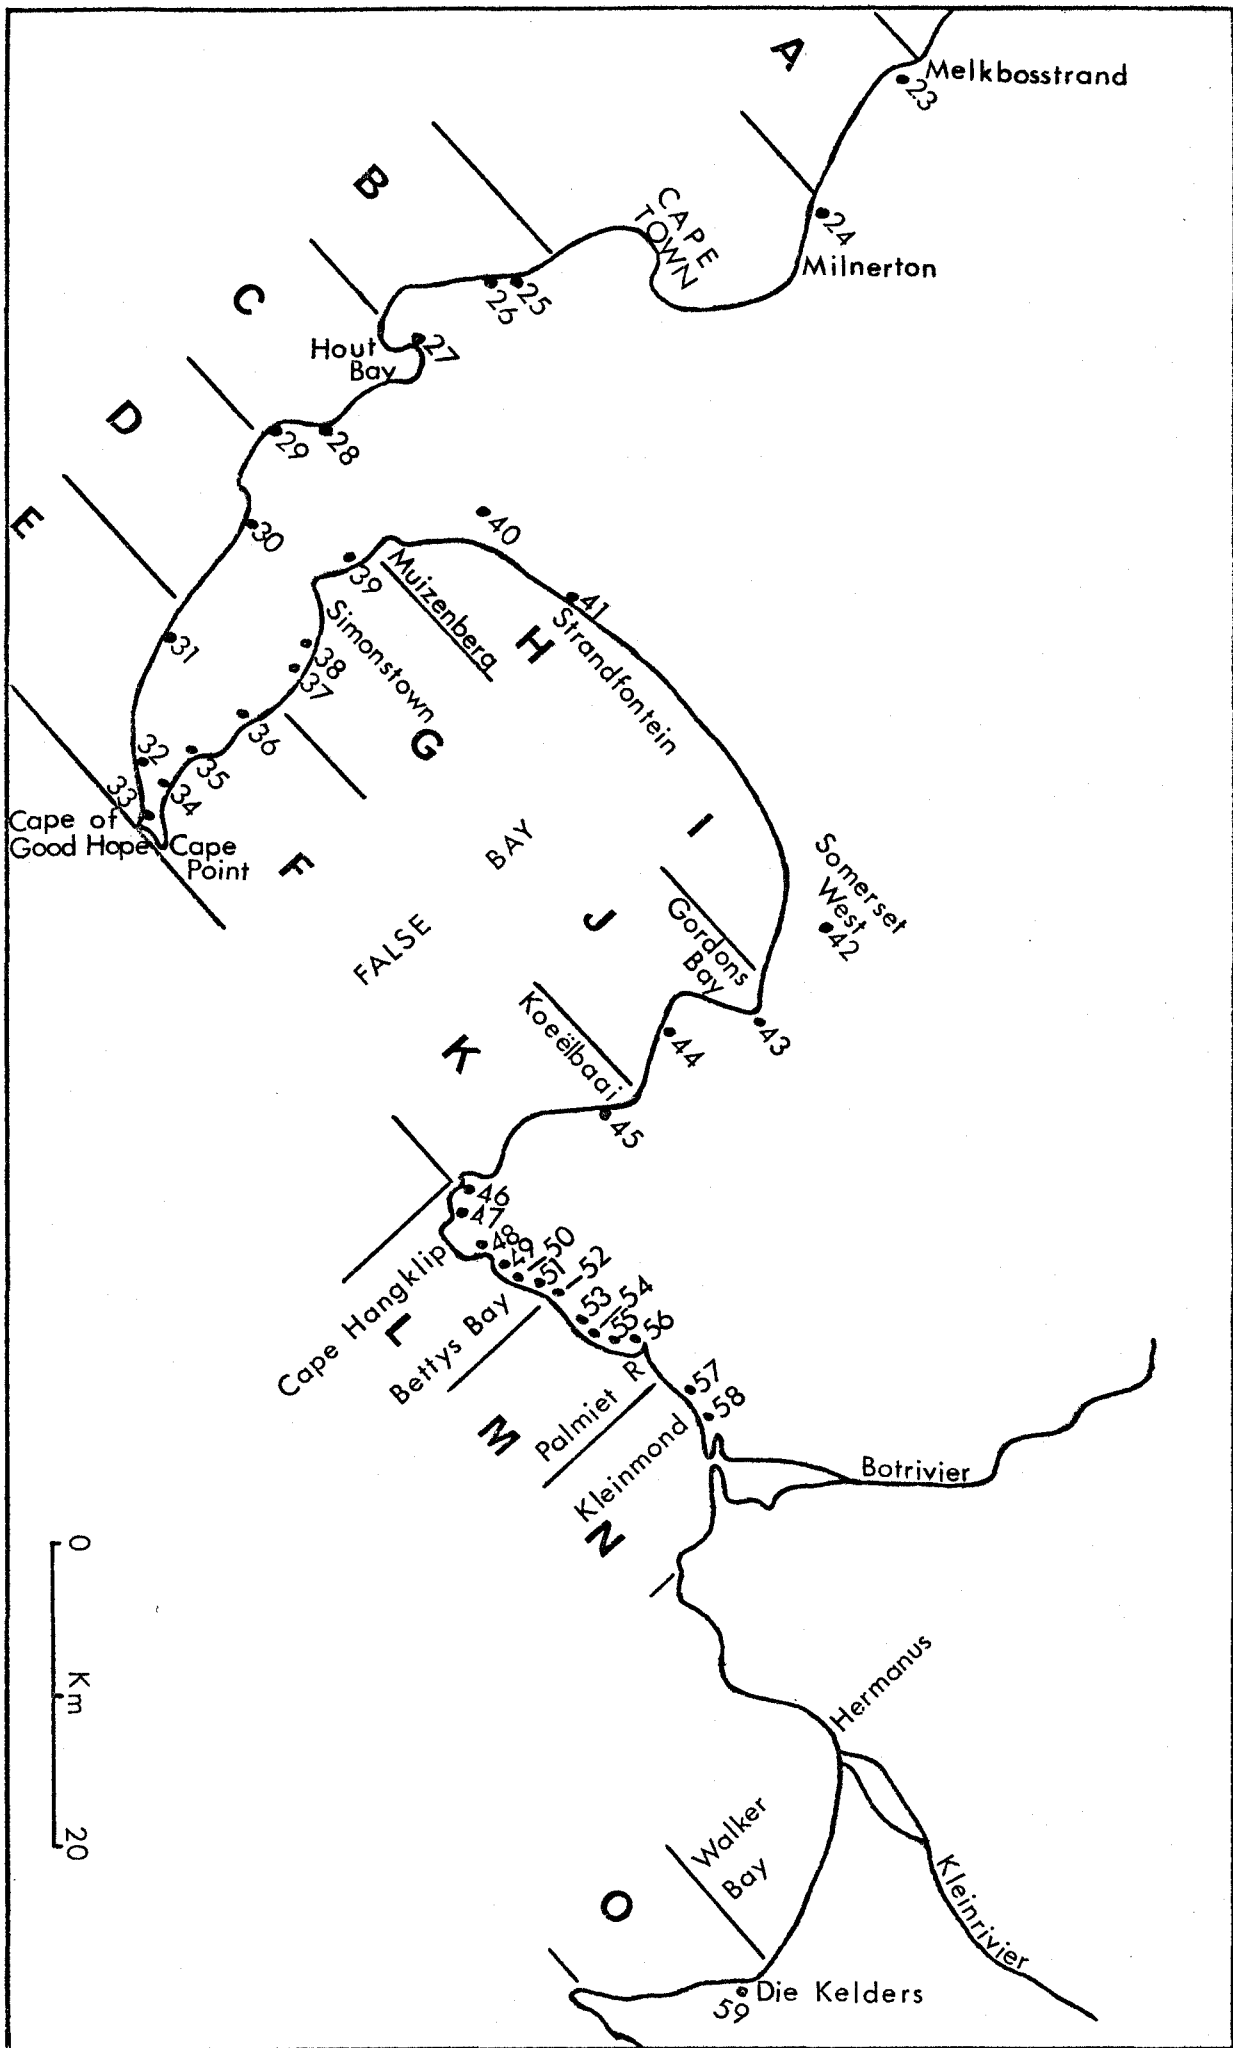 A
Melkbosstrand
23
B
CAPE
TOWN
24
Milnerton
C
25
26
Hout
Bay
27
D
29
28
E
30
40
39
Muizenberg
41
H
Strandfontein
Simonstown
31
38
37
G
36
32
35
33
34
Cape of
Good Hope
Cape
Point
F
I
BAY
FALSE
J
Somerset
West
42
Gordons
Bay
Koeëlbaai
43
44
K
45
46
47
48
49
50
51
52
53
54
55
56
Cape Hangklip
L
Bettys Bay
Palmiet R
57
58
M
Kleinmond
Botrivier
N
0
Km
20
Hermanus
Walker
Bay
Kleinrivier
O
Die Kelders
59